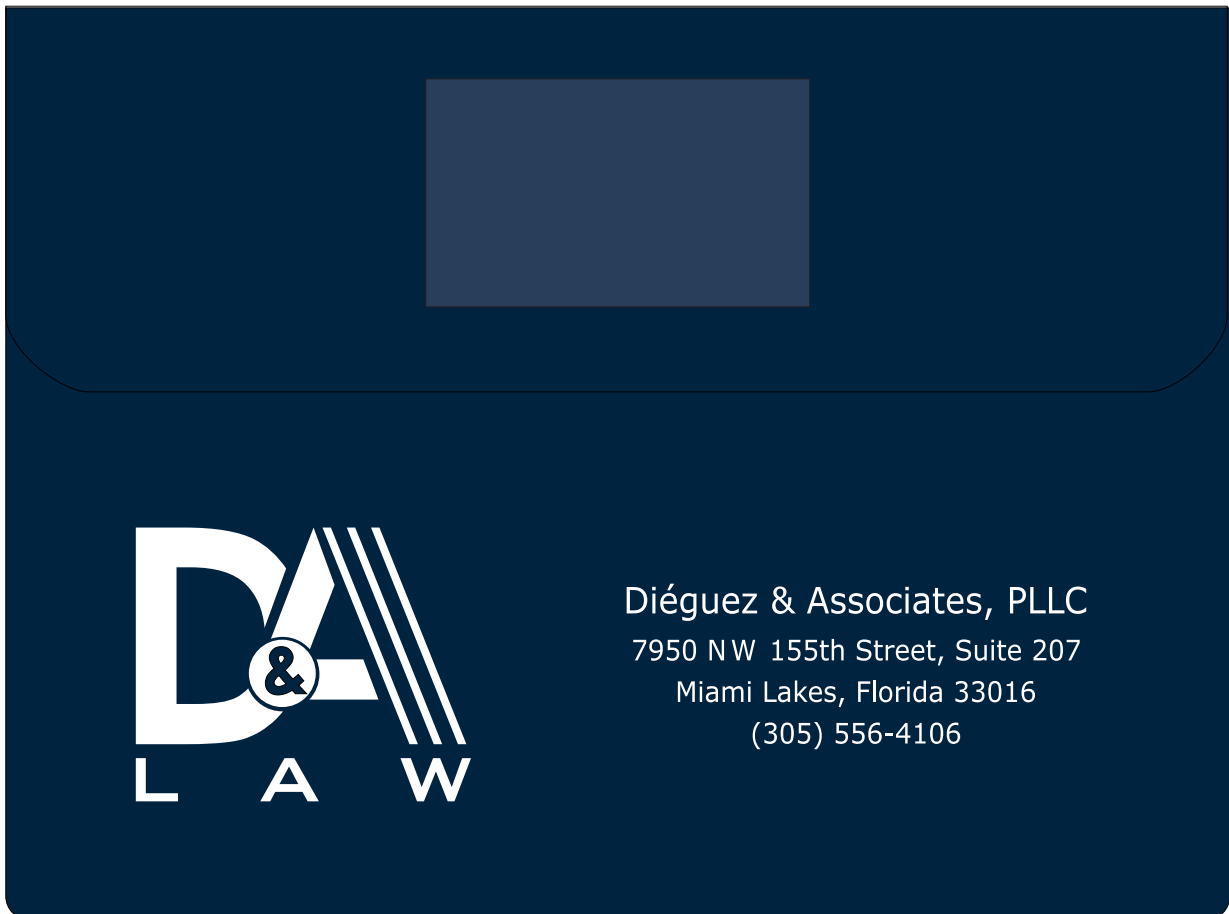 D&A
LAW
Diéguez & Associates, PLLC
7950 NW 155th Street, Suite 207
Miami Lakes, Florida 33016
(305) 556-4106